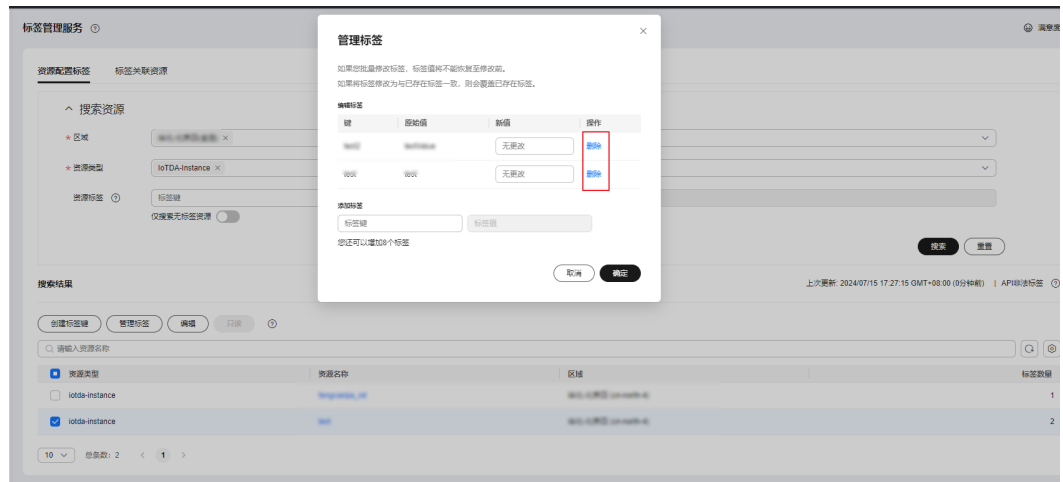 标签管理服务
资源配置标签 标签关联资源
搜索资源
* 区域
* 资源类型 IoTDA-Instance ×
资源标签 标签键
仅搜索无标签资源
管理标签
如果您批量修改标签，标签值将不能恢复至修改前。
如果将标签修改为与已存在标签一致，则会覆盖已存在标签。
编辑标签
键 原始值 新值 操作
无更改 删除
test test 无更改 删除
添加标签
标签键 标签值
您还可以增加8个标签
取消 确定
搜索 重置
搜索结果
上次更新: 2024/07/15 17:27:15 GMT+08:00 (0分钟前) | API非法标签
创建标签键 管理标签 编辑 只读
请输入资源名称
资源类型 资源名称 区域 标签数量
iotda-instance 1
iotda-instance test 2
10 总条数: 2 < 1 >